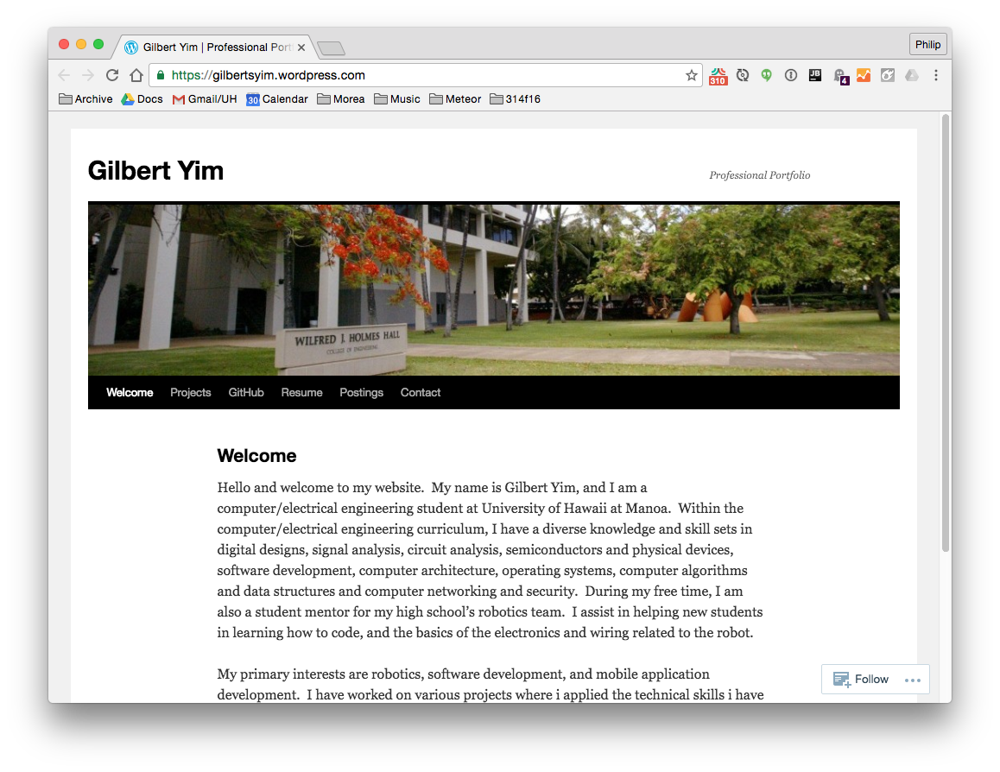 Gilbert Yim | Professional Port
Philip
https://gilbertsyim.wordpress.com
310
JB
4
Archive Docs Gmail/UH 30 Calendar Morea Music Meteor 314f16
Gilbert Yim
Professional Portfolio
WILFRED J. HOLMES HALL
COLLEGE OF ENGINEERING
Welcome Projects GitHub Resume Postings Contact
Welcome
Hello and welcome to my website.  My name is Gilbert Yim, and I am a
computer/electrical engineering student at University of Hawaii at Manoa.  Within the
computer/electrical engineering curriculum, I have a diverse knowledge and skill sets in
digital designs, signal analysis, circuit analysis, semiconductors and physical devices,
software development, computer architecture, operating systems, computer algorithms
and data structures and computer networking and security.  During my free time, I am
also a student mentor for my high school’s robotics team.  I assist in helping new students
in learning how to code, and the basics of the electronics and wiring related to the robot.
My primary interests are robotics, software development, and mobile application
development.  I have worked on various projects where i applied the technical skills i have
Follow